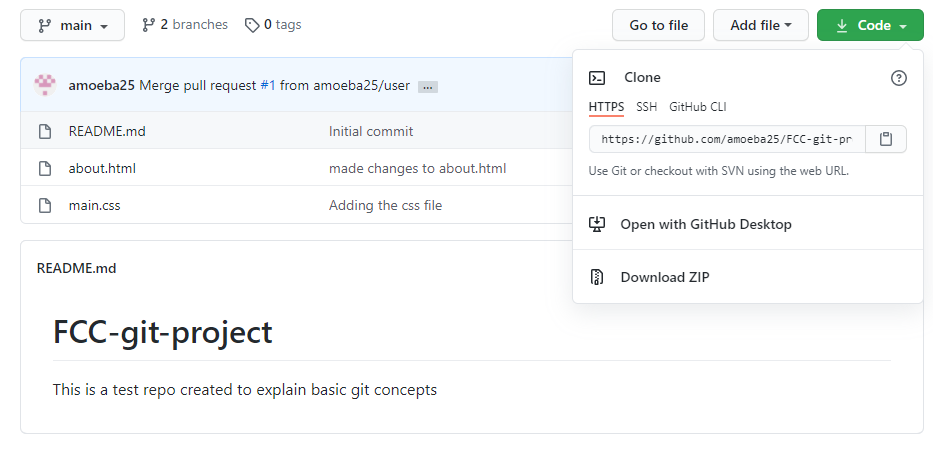 main 2 branches 0 tags Go to file Add file Code
amoeba25 Merge pull request #1 from amoeba25/user ...
README.md Initial commit
about.html made changes to about.html
main.css Adding the css file
Clone
HTTPS SSH GitHub CLI
https://github.com/amoeba25/FCC-git-pr
Use Git or checkout with SVN using the web URL.
Open with GitHub Desktop
Download ZIP
README.md
FCC-git-project
This is a test repo created to explain basic git concepts